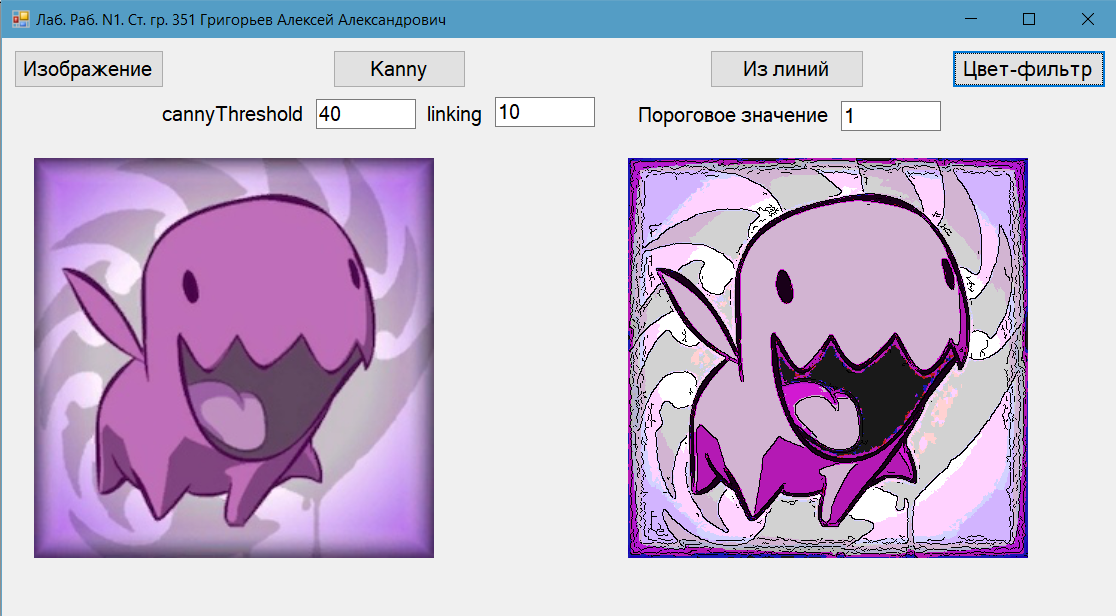 Лаб. Раб. N1. Ст. гр. 351 Григорьев Алексей Александрович
Изображение Kanny Из линий Цвет-фильтр
cannyThreshold 40 linking 10 Пороговое значение 1